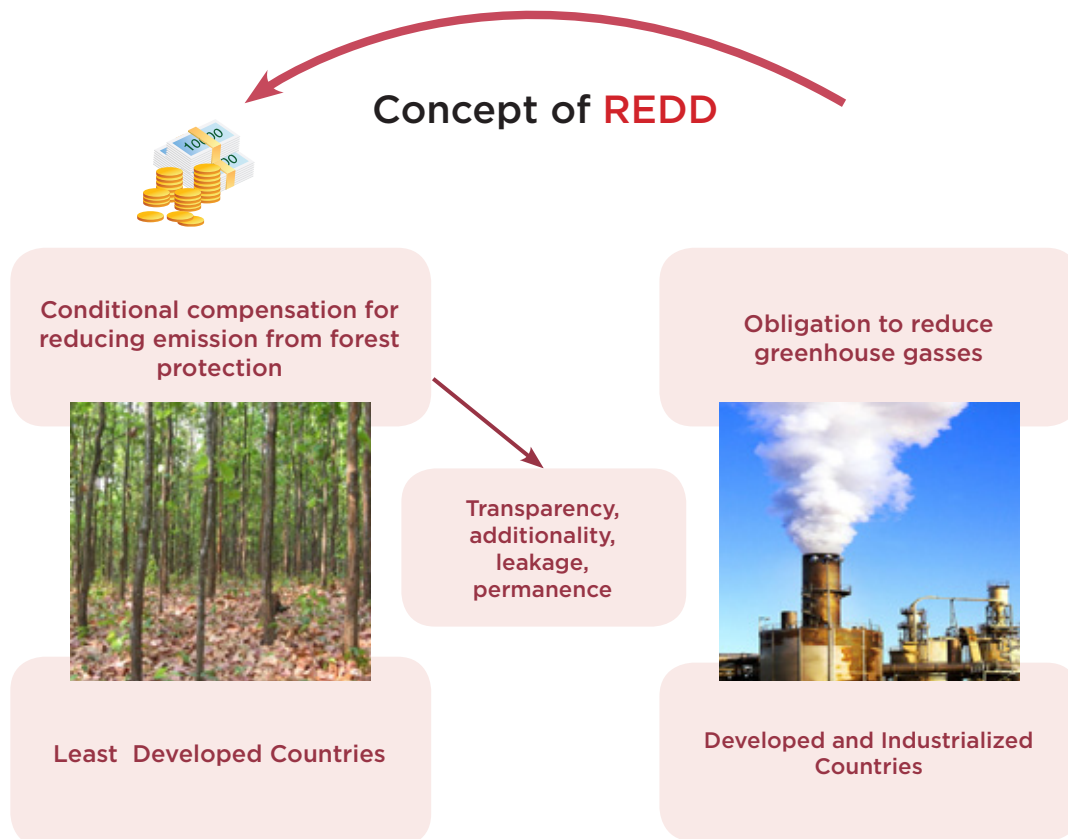 Concept of REDD
Conditional compensation for
reducing emission from forest
protection
Obligation to reduce
greenhouse gasses
Transparency,
additionality,
leakage,
permanence
Least Developed Countries
Developed and Industrialized
Countries